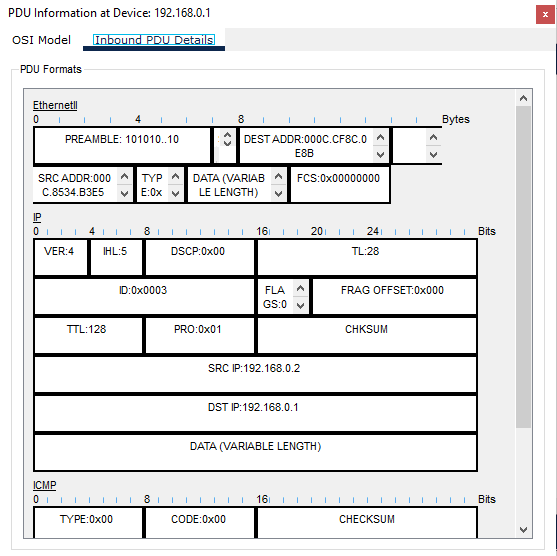 PDU Information at Device: 192.168.0.1
x
OSI Model Inbound PDU Details
PDU Formats
EthernetII
0 4 8 Bytes
PREAMBLE: 101010..10 DEST ADDR:000C.CF8C.0
E8B
SRC ADDR:000 TYP DATA (VARIAB FCS:0x00000000
C.8534.B3E5 E:0x LE LENGTH)
IP
0 4 8 16 20 24 Bits
VER:4 IHL:5 DSCP:0x00 TL:28
ID:0x0003 FLA FRAG OFFSET:0x000
GS:0
TTL:128 PRO:0x01 CHKSUM
SRC IP:192.168.0.2
DST IP:192.168.0.1
DATA (VARIABLE LENGTH)
ICMP
0 8 16 Bits
TYPE:0x00 CODE:0x00 CHECKSUM